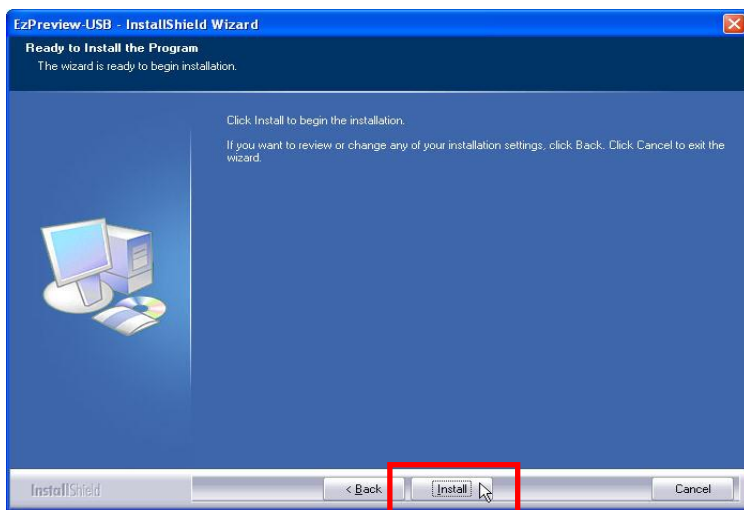 EzPreview-USB - InstallShield Wizard
Ready to Install the Program
The wizard is ready to begin installation.
Click Install to begin the installation.
If you want to review or change any of your installation settings, click Back. Click Cancel to exit the
wizard.
InstallShield
< Back
Install
Cancel